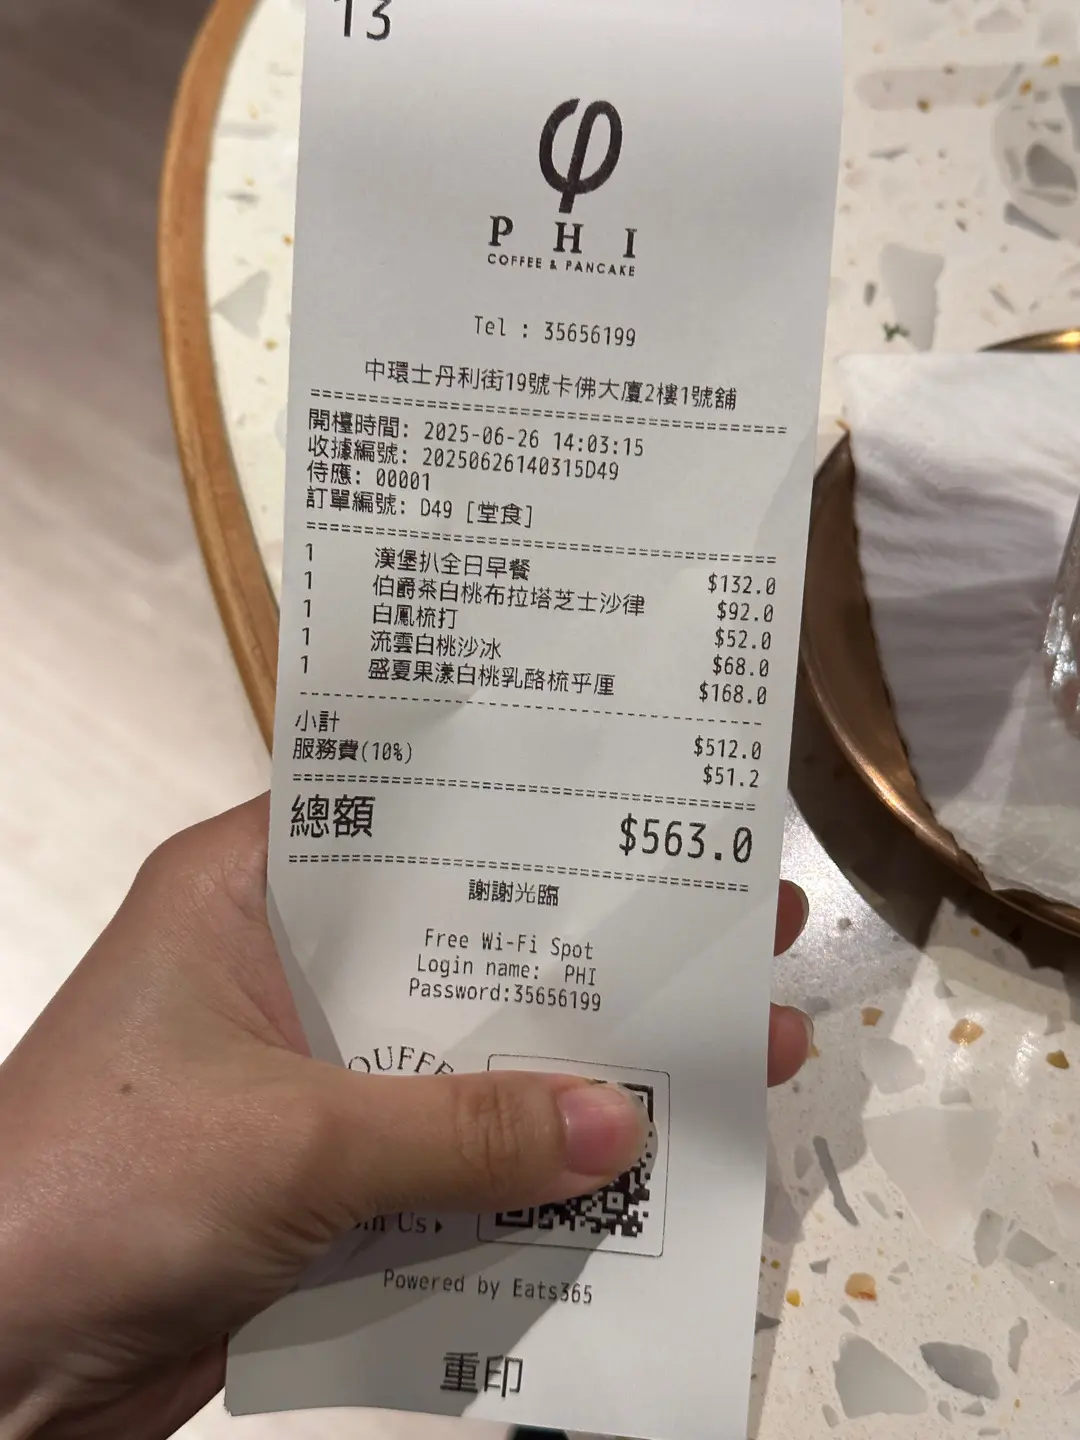 13
φ
PHI
COFFEE & PANCAKE
Tel : 35656199
中環士丹利街19號卡佛大廈2樓1號舖
開檯時間: 2025-06-26 14:03:15
收據編號: 20250626140315D49
侍應: 00001
訂單編號: D49 [堂食]
1 漢堡扒全日早餐 $132.0
1 伯爵茶白桃布拉塔芝士沙律 $92.0
1 白鳳梳打 $52.0
1 流雲白桃沙冰 $68.0
1 盛夏果漾白桃乳酪梳乎厘 $168.0
小計 $512.0
服務費(10%) $51.2
總額 $563.0
謝謝光臨
Free Wi-Fi Spot
Login name: PHI
Password:35656199
Us
Powered by Eats365
重印